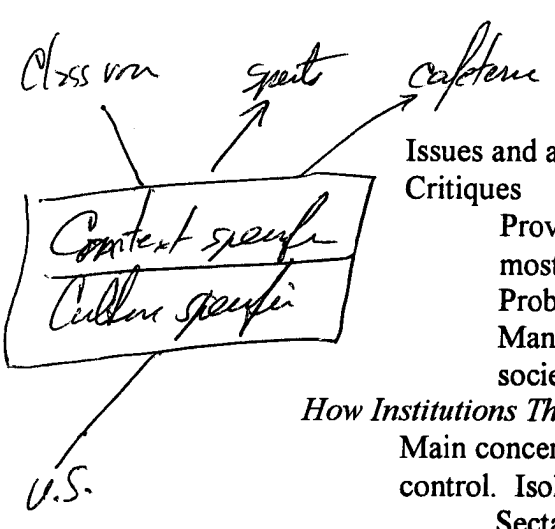 Class room sports cafeteria
Issues and a
Critiques
Context specific
Prov
most
Culture specific
Prob
Man
socie
How Institutions Th
Main concer
control. Isol
U.S.
Secta